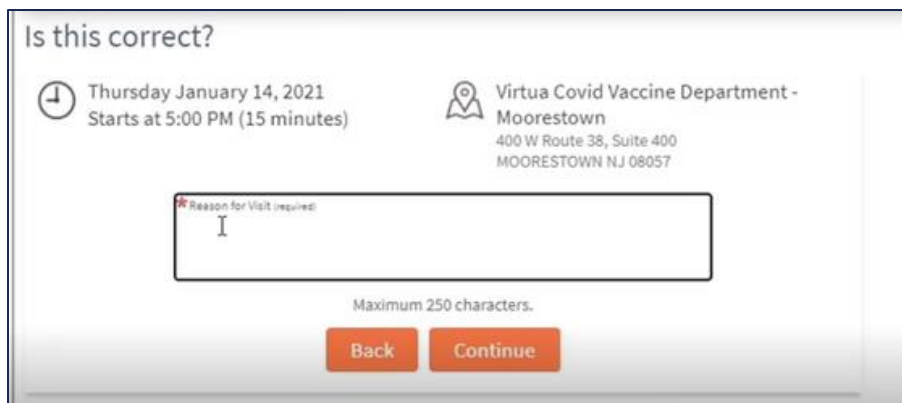 Is this correct?
Thursday January 14, 2021
Starts at 5:00 PM (15 minutes)
Virtua Covid Vaccine Department -
Moorestown
400 W Route 38, Suite 400
MOORESTOWN NJ 08057
*Reason for Visit (required)
Maximum 250 characters.
Back
Continue